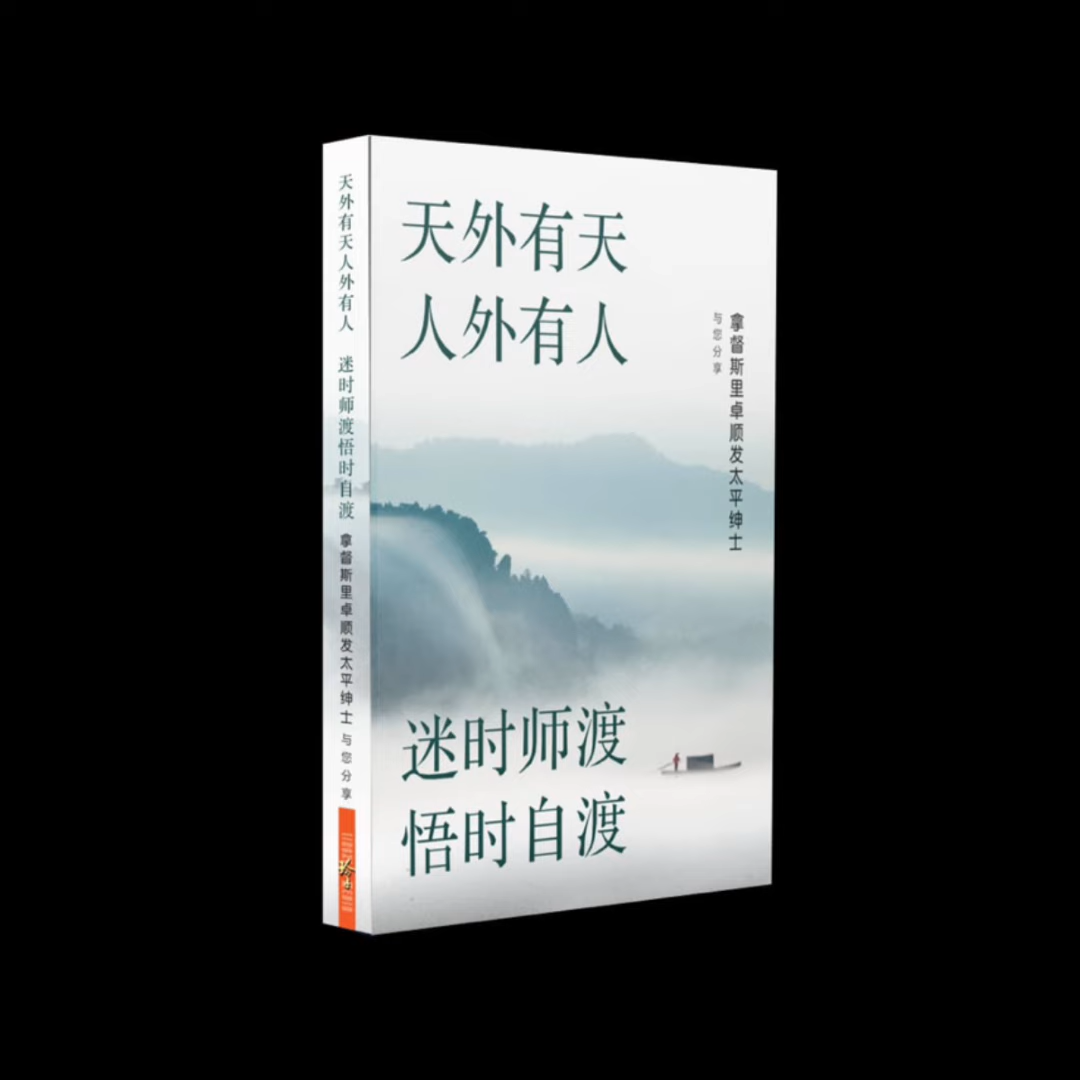 天外有天
人外有人
拿督斯里卓顺发太平绅士
与您分享
迷时师渡
悟时自渡
天外有天人外有人 迷时师渡悟时自渡 拿督斯里卓顺发太平绅士 与您分享